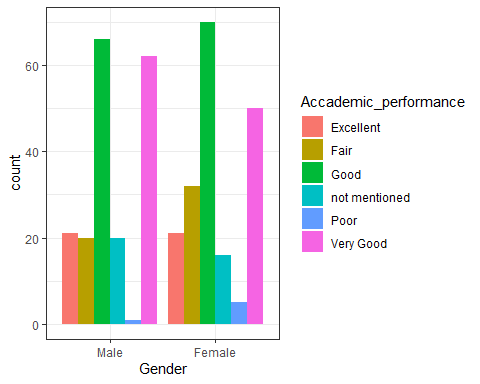 60
40
20
0
count
Male Female
Gender
Accademic_performance
Excellent
Fair
Good
not mentioned
Poor
Very Good